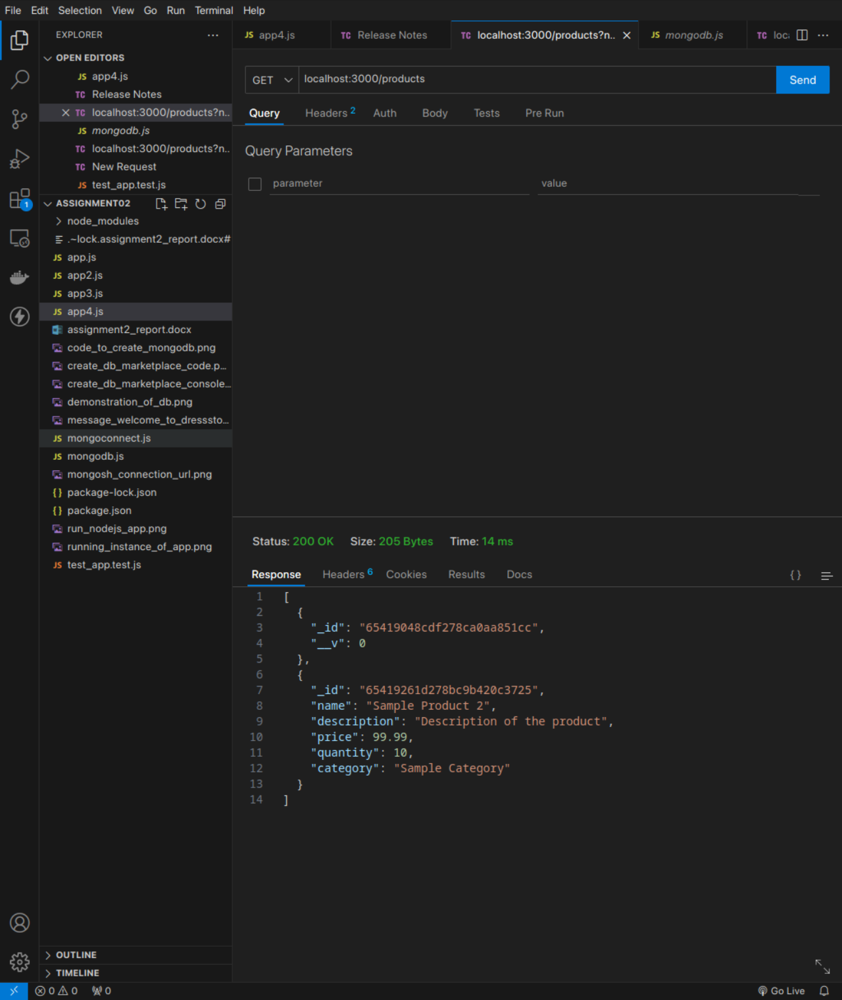 File Edit Selection View Go Run Terminal Help
EXPLORER ...
OPEN EDITORS
JS app4.js
TC Release Notes
TC localhost:3000/products?n..
JS mongodb.js
TC localhost:3000/products?n..
TC New Request
JS test_app.test.js
ASSIGNMENT02
node_modules
.~lock.assignment2_report.docx#
JS app.js
JS app2.js
JS app3.js
JS app4.js
assignment2_report.docx
code_to_create_mongodb.png
create_db_marketplace_code.p...
create_db_marketplace_console...
demonstration_of_db.png
message_welcome_to_dresssto...
JS mongoconnect.js
JS mongodb.js
mongosh_connection_url.png
{} package-lock.json
{} package.json
run_nodejs_app.png
running_instance_of_app.png
JS test_app.test.js
OUTLINE
TIMELINE
1
JS app4.js TC Release Notes TC localhost:3000/products?n.. JS mongodb.js TC loc ...
GET localhost:3000/products Send
Query Headers 2 Auth Body Tests Pre Run
Query Parameters
parameter value
Status: 200 OK Size: 205 Bytes Time: 14 ms
Response Headers 6 Cookies Results Docs {}
1 [
2 {
3 "_id": "65419048cdf278ca0aa851cc",
4 "__v": 0
5 },
6 {
7 "_id": "65419261d278bc9b420c3725",
8 "name": "Sample Product 2",
9 "description": "Description of the product",
10 "price": 99.99,
11 "quantity": 10,
12 "category": "Sample Category"
13 }
14 ]
0 0 0 Go Live